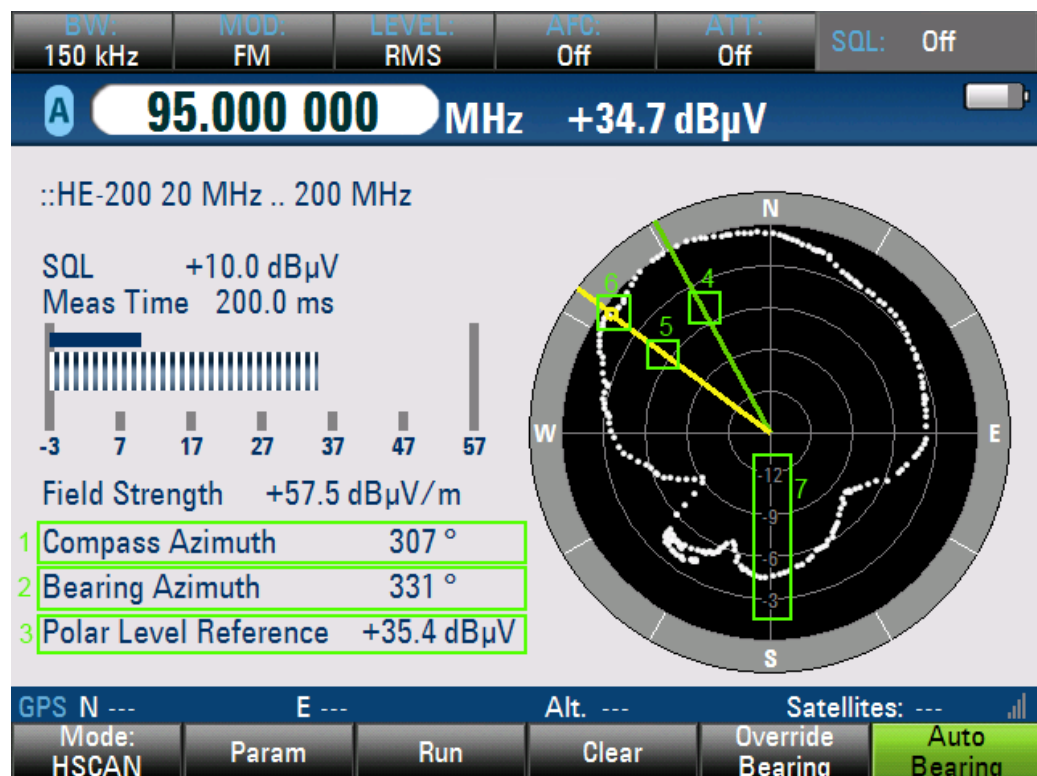 BW: MOD: LEVEL: AFC: ATT: SQL: Off
150 kHz FM RMS Off Off
A 95.000 000 MHz +34.7 dBµV
::HE-200 20 MHz .. 200 MHz
SQL +10.0 dBµV
Meas Time 200.0 ms
-3 7 17 27 37 47 57
Field Strength +57.5 dBµV/m
1 Compass Azimuth 307 °
2 Bearing Azimuth 331 °
3 Polar Level Reference +35.4 dBµV
N
6 4
5
W E
-12
7
-9
-6
-3
S
GPS N --- E --- Alt. --- Satellites: ---
Mode: HSCAN
Param
Run
Clear
Override Bearing
Auto Bearing